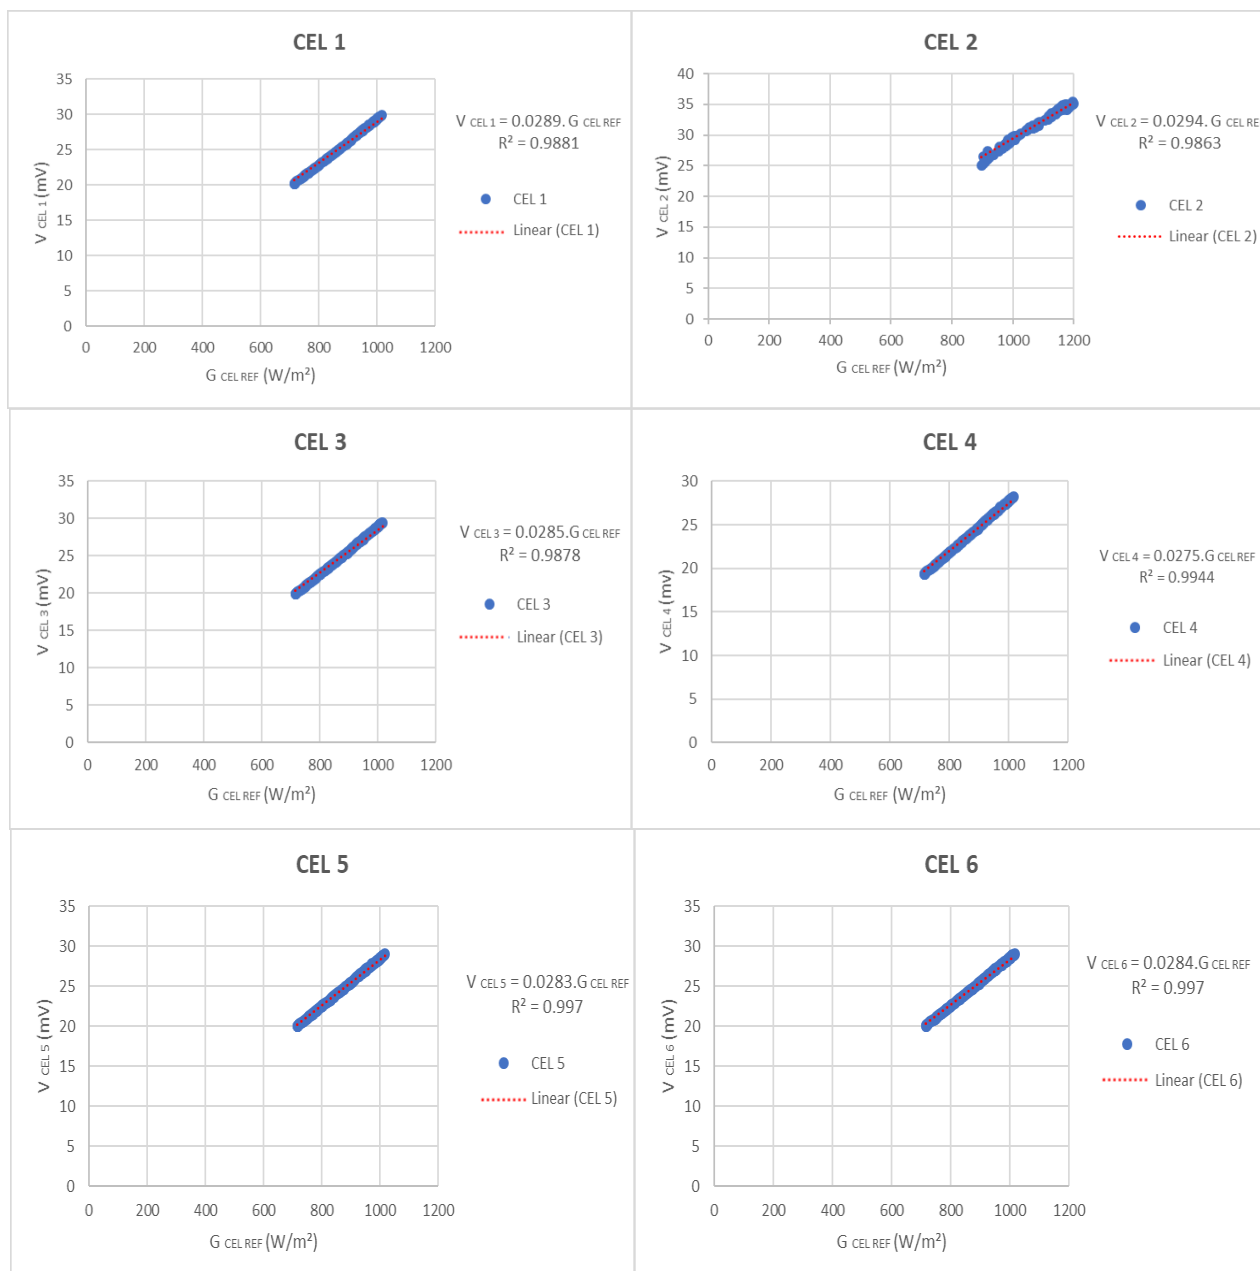 CEL 1
35
30
25
20
15
10
5
0
V CEL 1 (mV)
0 200 400 600 800 1000 1200
G CEL REF (W/m²)
V CEL 1 = 0.0289. G CEL REF
R² = 0.9881
CEL 1
Linear (CEL 1)
CEL 2
40
35
30
25
20
15
10
5
0
V CEL 2 (mV)
0 200 400 600 800 1000 1200
G CEL REF (W/m²)
V CEL 2 = 0.0294. G CEL RE
R² = 0.9863
CEL 2
Linear (CEL 2)
CEL 3
35
30
25
20
15
10
5
0
V CEL 3 (mV)
0 200 400 600 800 1000 1200
G CEL REF (W/m²)
V CEL 3 = 0.0285.G CEL REF
R² = 0.9878
CEL 3
Linear (CEL 3)
CEL 4
30
25
20
15
10
5
0
V CEL 4 (mv)
0 200 400 600 800 1000 1200
G CEL REF (W/m²)
V CEL 4 = 0.0275.G CEL REF
R² = 0.9944
CEL 4
Linear (CEL 4)
CEL 5
35
30
25
20
15
10
5
0
V CEL 5 (mV)
0 200 400 600 800 1000 1200
G CEL REF (W/m²)
V CEL 5 = 0.0283.G CEL REF
R² = 0.997
CEL 5
Linear (CEL 5)
CEL 6
35
30
25
20
15
10
5
0
V CEL 6 (mV)
0 200 400 600 800 1000 1200
G CEL REF (W/m²)
V CEL 6 = 0.0284.G CEL REF
R² = 0.997
CEL 6
Linear (CEL 6)